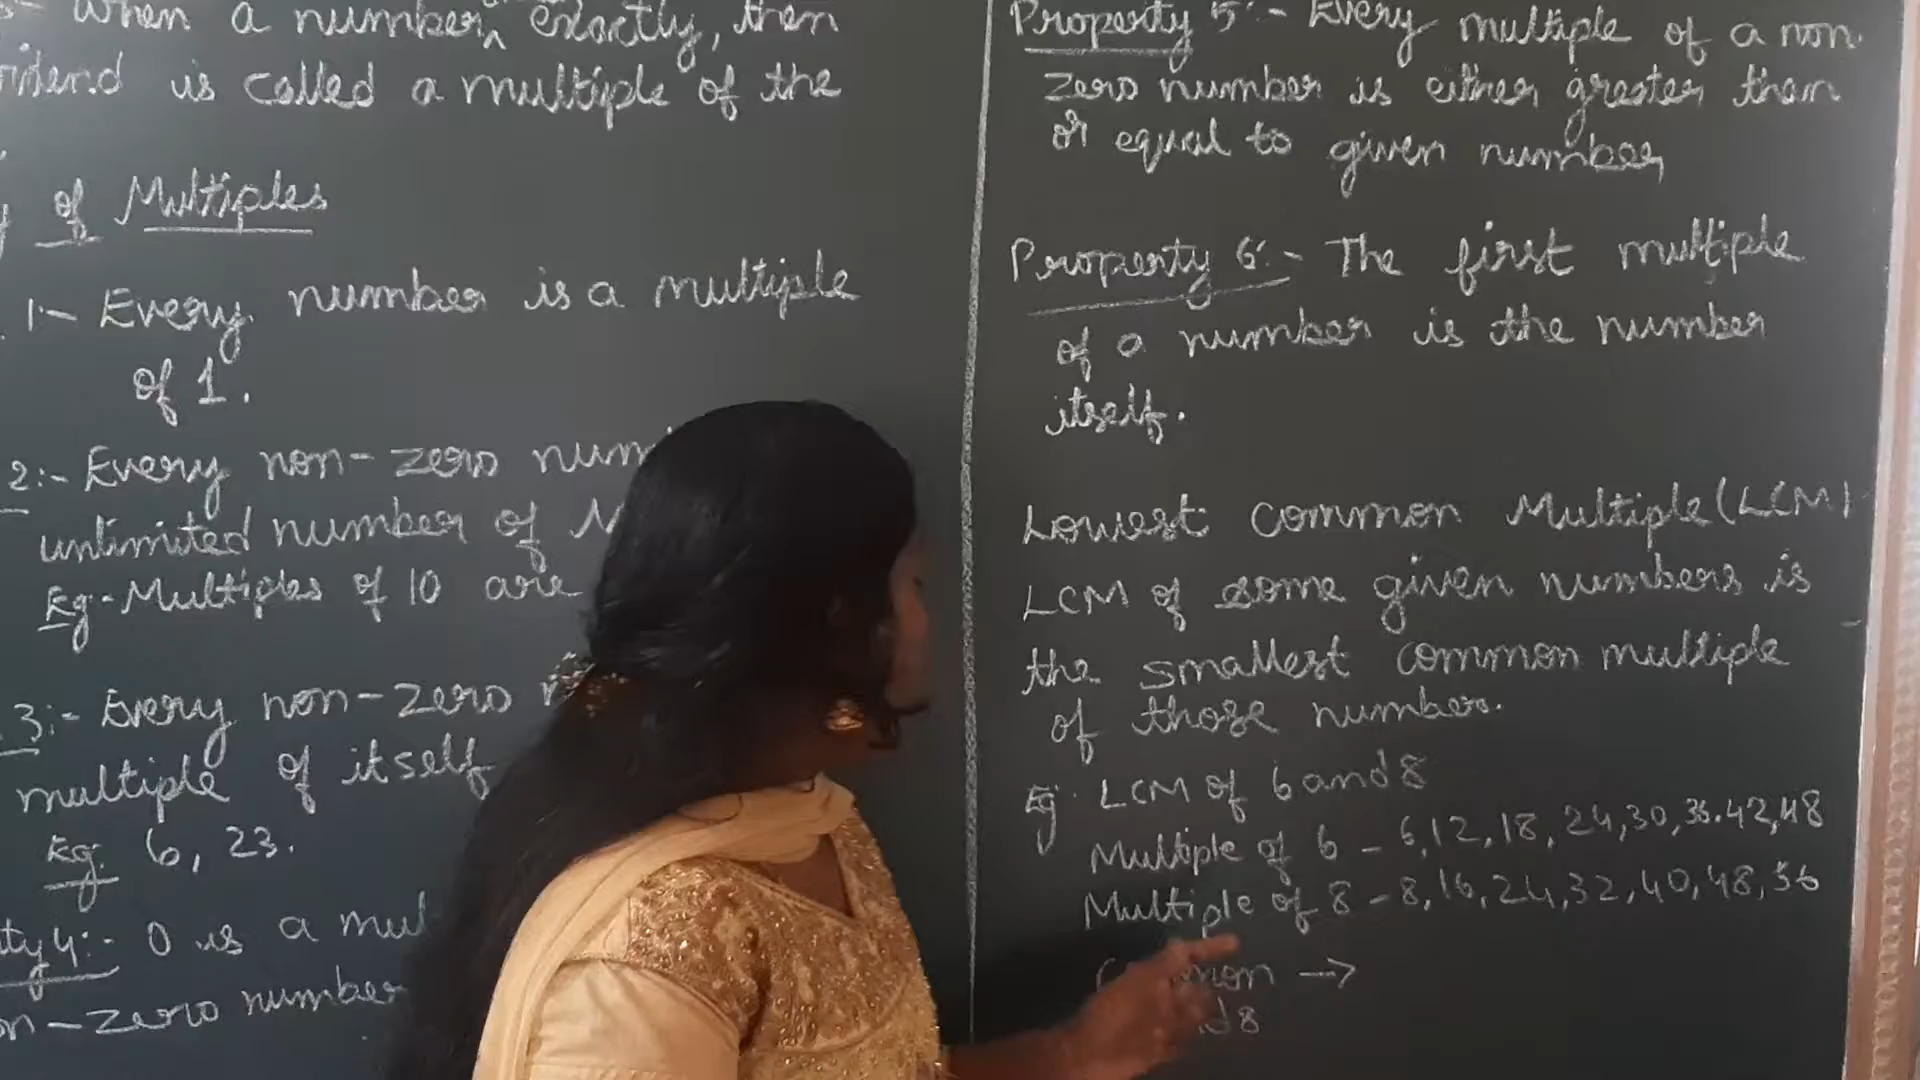 when a number, exactly, then
is called a multiple of the
of Multiples
1:- Every number is a multiple
of 1.
2:- Every non-zero
unlimited number of
Eg- Multiples of 10 are
3:- Every non-zero
multiple of itself
Eg. 6, 23.
4:- 0 is a
zero number
Property 5:- Every multiple of a non-
zero number is either greater than
or equal to given number
Property 6:- The first multiple
of a number is the number
itself.
Lowest common Multiple(LCM)
LCM of some given numbers is
the smallest common multiple
of those number.
Eg. LCM of 6 and 8
Multiple of 6 - 6,12,18,24,30,36.42,48
Multiple of 8 - 8,16,24,32,40,48,56
→
8